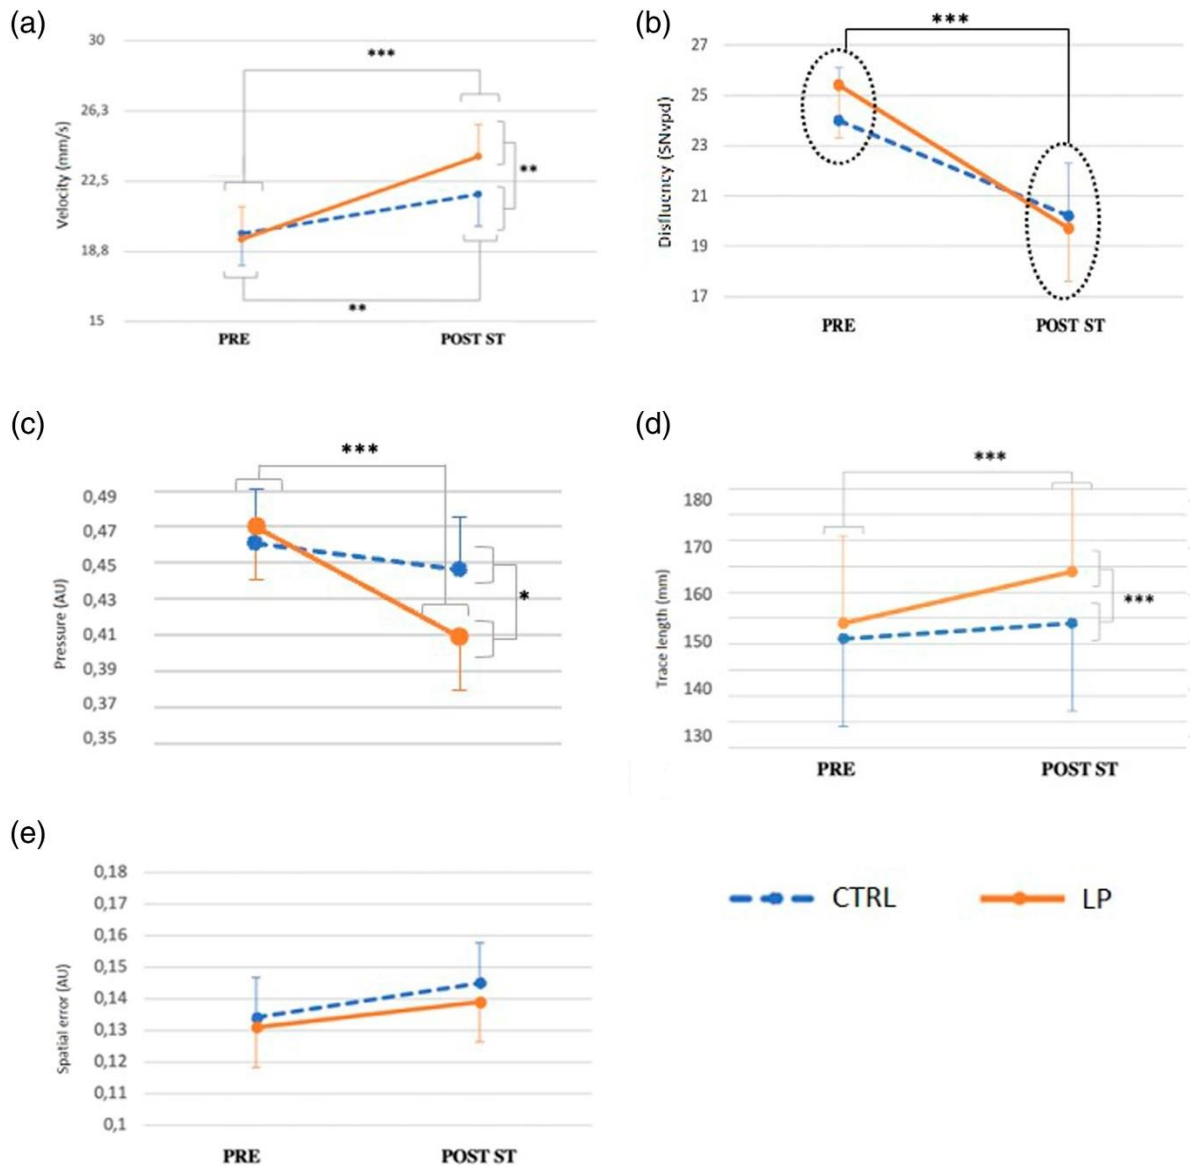 (a)
30
26,3
22,5
18,8
15
Velocity (mm/s)
***
**
**
PRE
POST ST
(b)
27
25
23
21
19
17
Disfluency (SNvpd)
***
PRE
POST ST
(c)
0,49
0,47
0,45
0,43
0,41
0,39
0,37
0,35
Pressure (AU)
***
*
(d)
180
170
160
150
140
130
Trace length (mm)
***
***
PRE
POST ST
(e)
0,18
0,17
0,16
0,15
0,14
0,13
0,12
0,11
0,1
Spatial error (AU)
PRE
POST ST
CTRL
LP